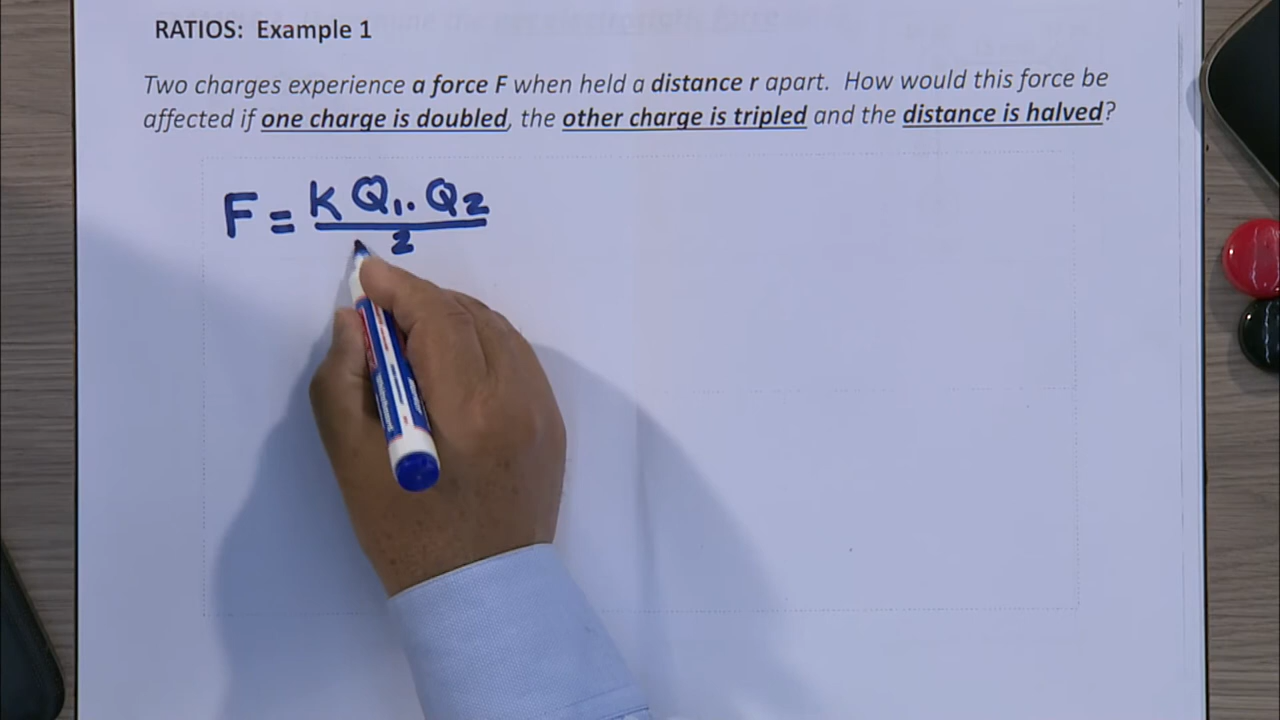 RATIOS: Example 1
Two charges experience a force F when held a distance r apart. How would this force be
affected if one charge is doubled, the other charge is tripled and the distance is halved?
F = K Q₁. Q₂
2